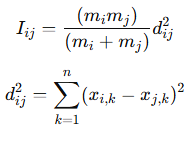 I_{ij} = \frac{(m_i m_j)}{(m_i + m_j)} d_{ij}^2
d_{ij}^2 = \sum_{k=1}^{n} (x_{i,k} - x_{j,k})^2